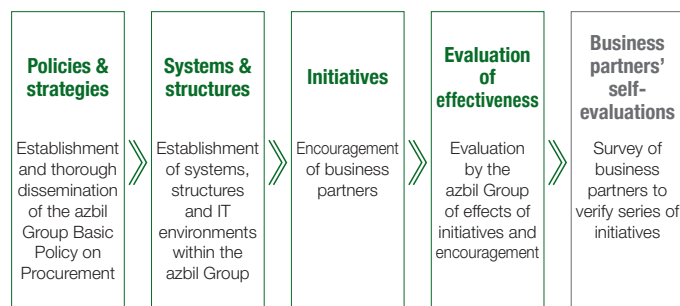 Policies &
strategies
Establishment
and thorough
dissemination
of the azbil
Group Basic
Policy on
Procurement
Systems &
structures
Establishment
of systems,
structures
and IT
environments
within the
azbil Group
Initiatives
Encouragement
of business
partners
Evaluation
of
effectiveness
Evaluation
by the
azbil Group
of effects of
initiatives and
encouragement
Business
partners’
self-
evaluations
Survey of
business
partners to
verify series of
initiatives